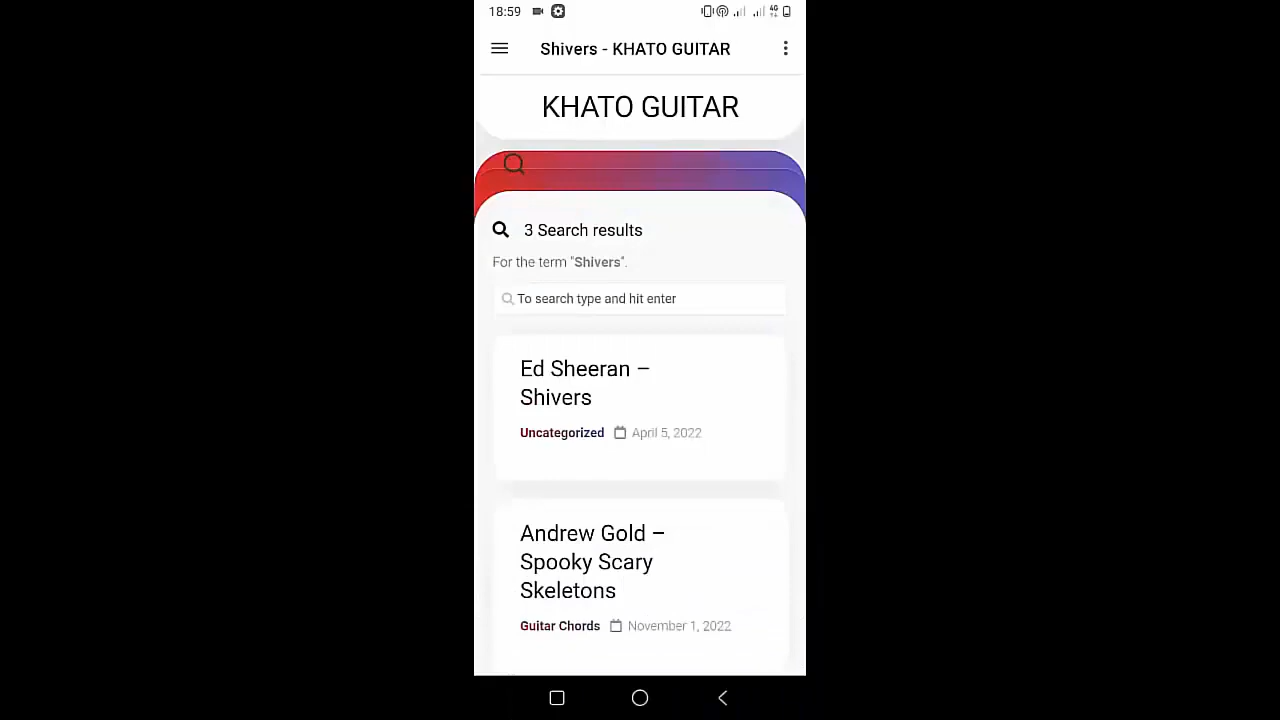 18:59
4G
Shivers - KHATO GUITAR
KHATO GUITAR
3 Search results
For the term "Shivers".
To search type and hit enter
Ed Sheeran –
Shivers
Uncategorized April 5, 2022
Andrew Gold –
Spooky Scary
Skeletons
Guitar Chords November 1, 2022